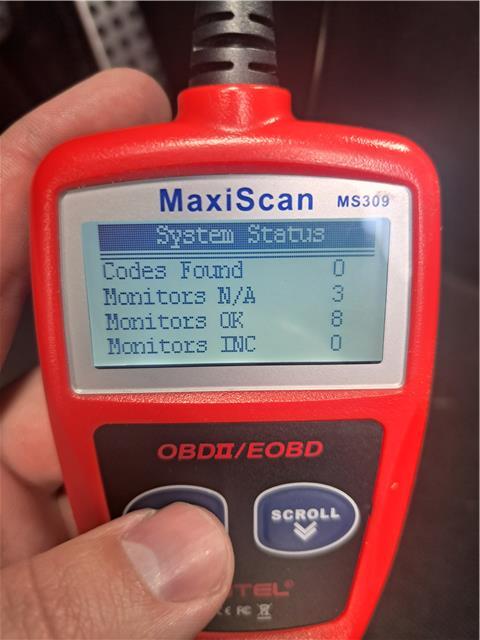 MaxiScan MS309
System Status
Codes Found 0
Monitors N/A 3
Monitors OK 8
Monitors INC 0
OBDII/EOBD
SCROLL